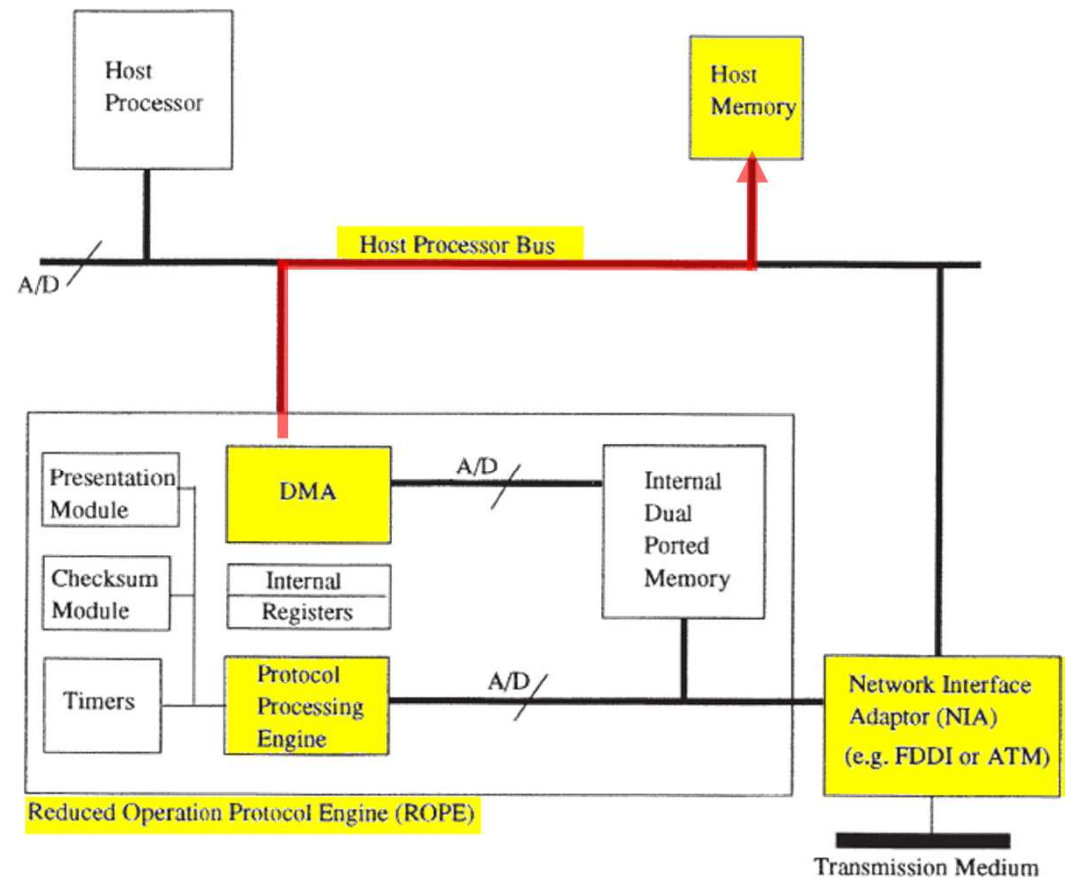 Host
Processor
Host
Memory
Host Processor Bus
A/D
Presentation
Module
DMA
A/D
Internal
Dual
Ported
Memory
Checksum
Module
Internal
Registers
Timers
Protocol
Processing
Engine
A/D
Network Interface
Adaptor (NIA)
(e.g. FDDI or ATM)
Reduced Operation Protocol Engine (ROPE)
Transmission Medium